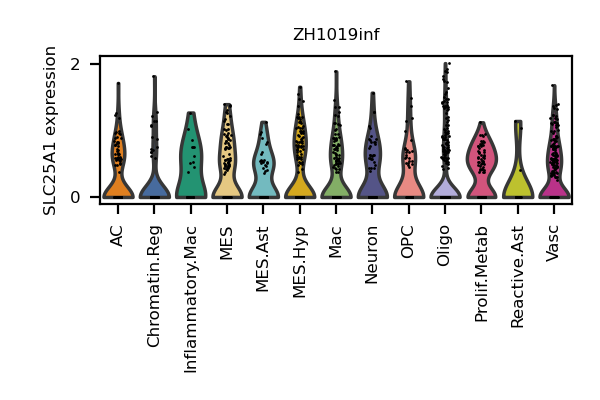 ZH1019inf
SLC25A1 expression
2
0
AC
Chromatin.Reg
Inflammatory.Mac
MES
MES.Ast
MES.Hyp
Mac
Neuron
OPC
Oligo
Prolif.Metab
Reactive.Ast
Vasc